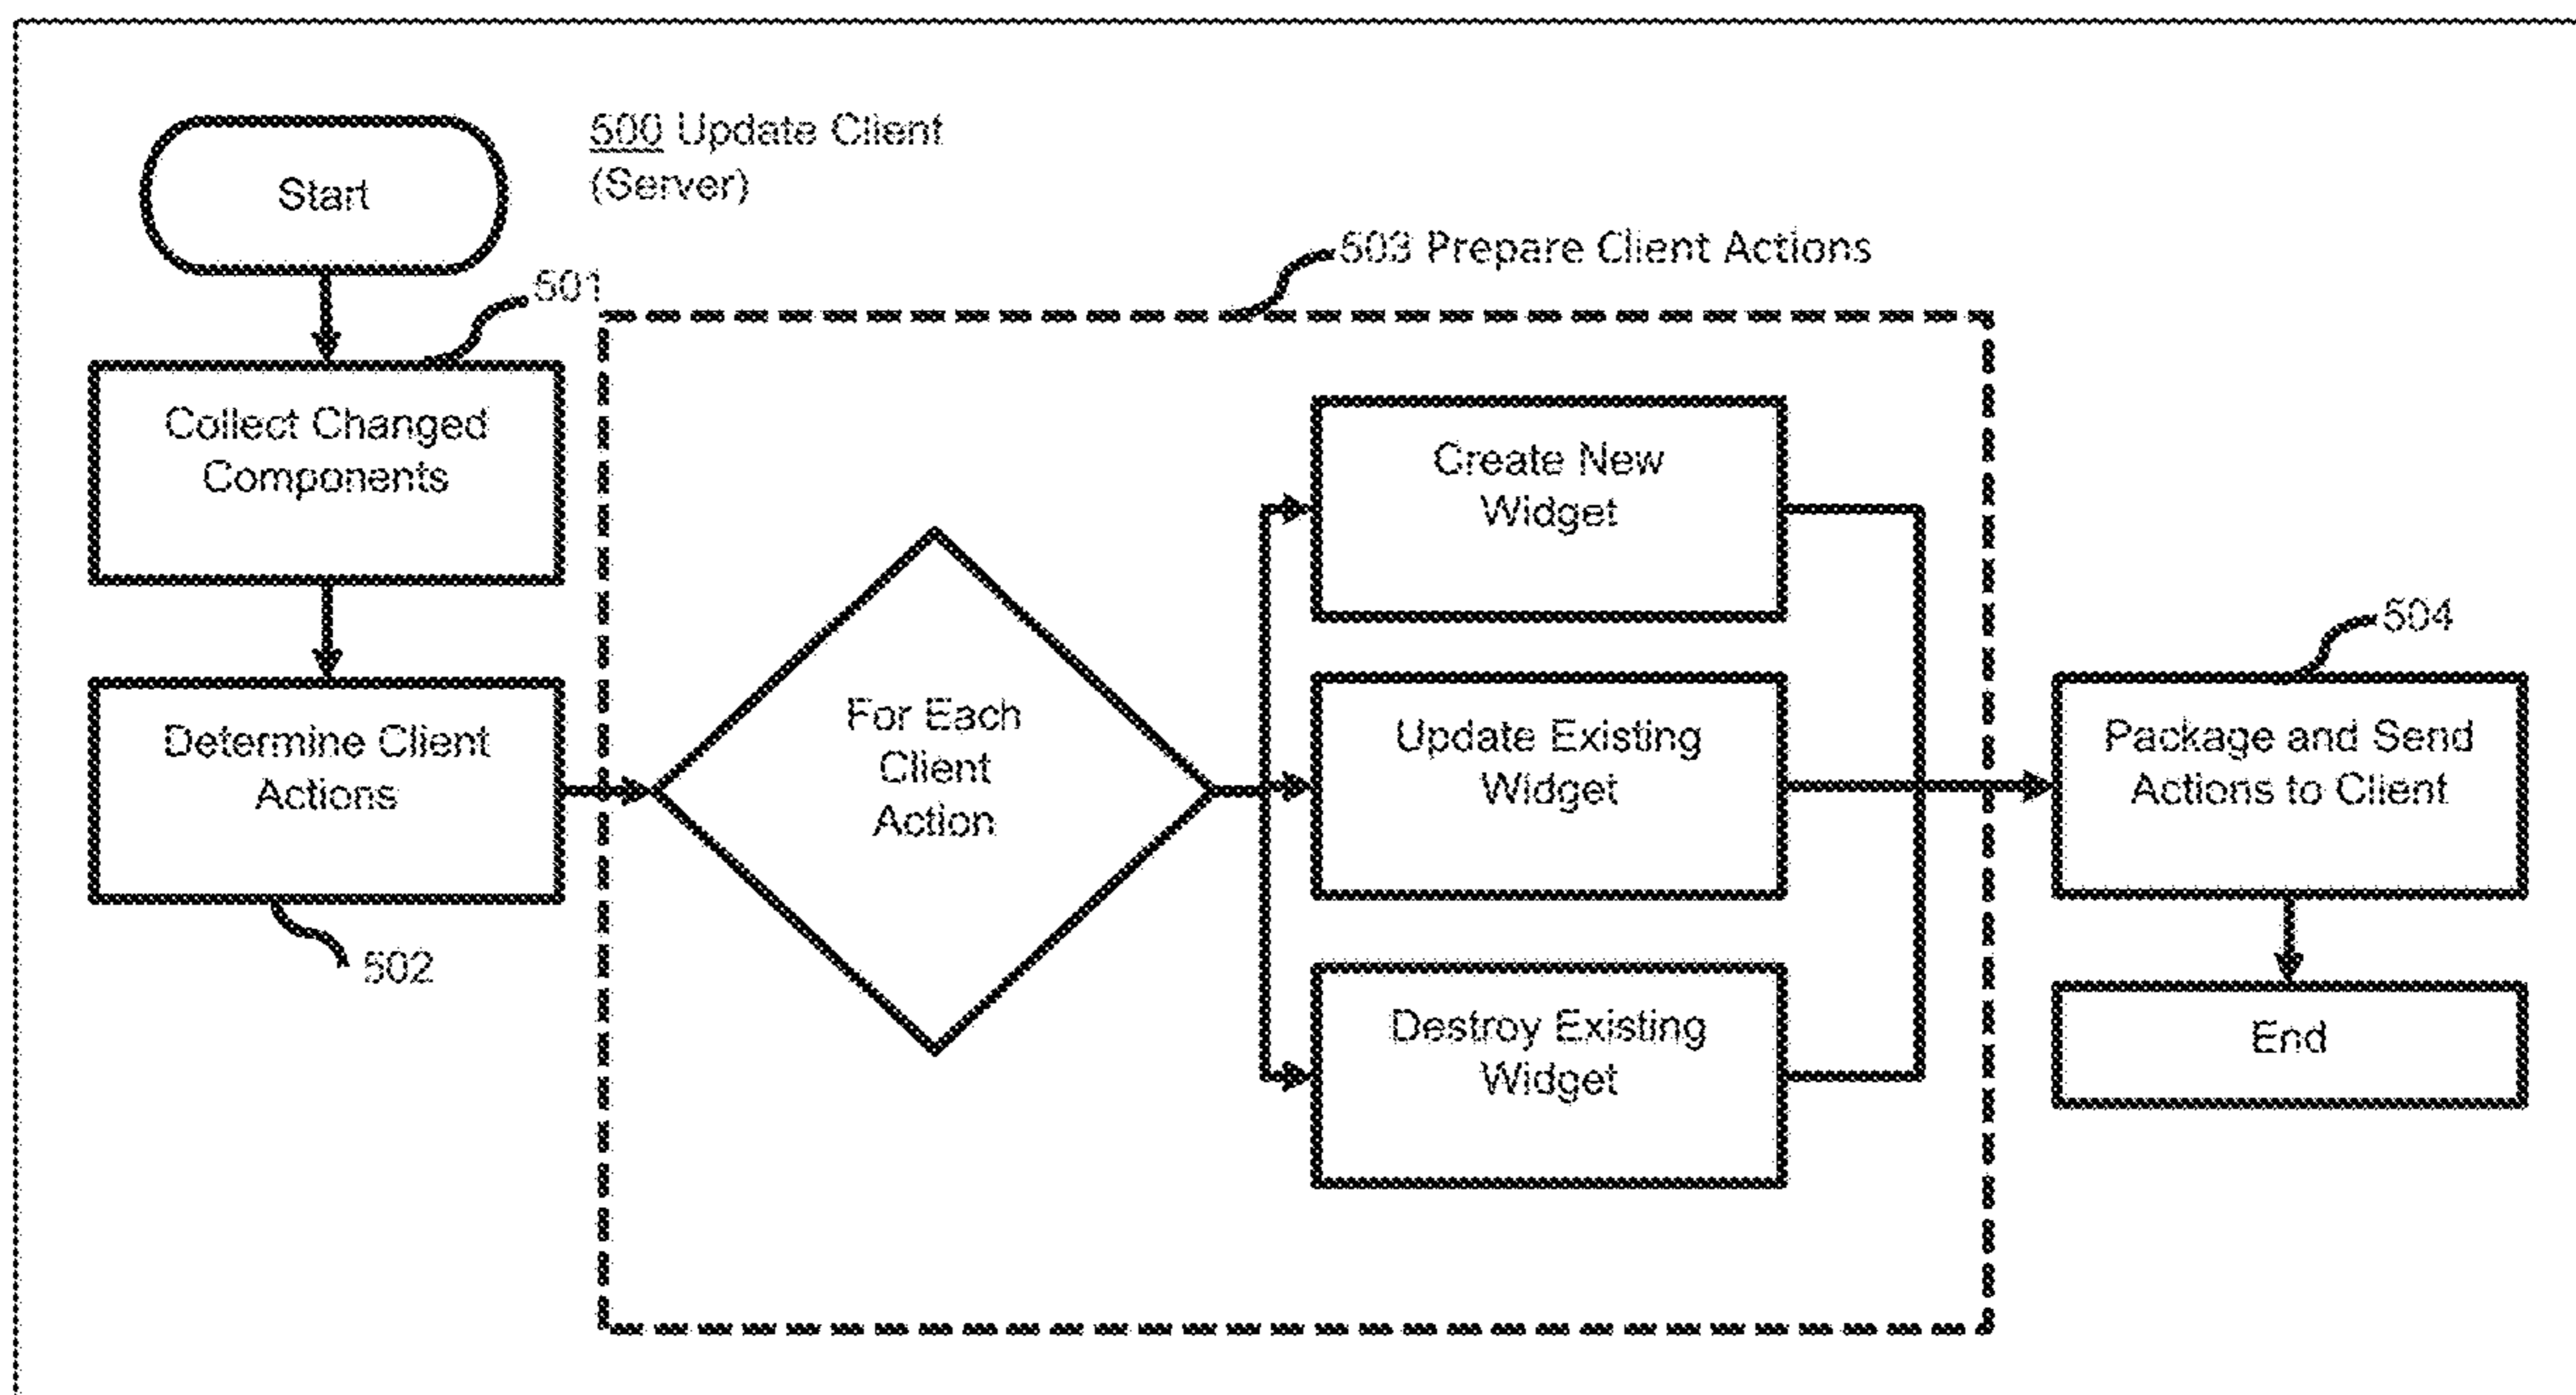 Start
500 Update Client
(Server)
501
Collect Changed
Components
Determine Client
Actions
502
503 Prepare Client Actions
For Each
Client
Action
Create New
Widget
Update Existing
Widget
Destroy Existing
Widget
504
Package and Send
Actions to Client
End